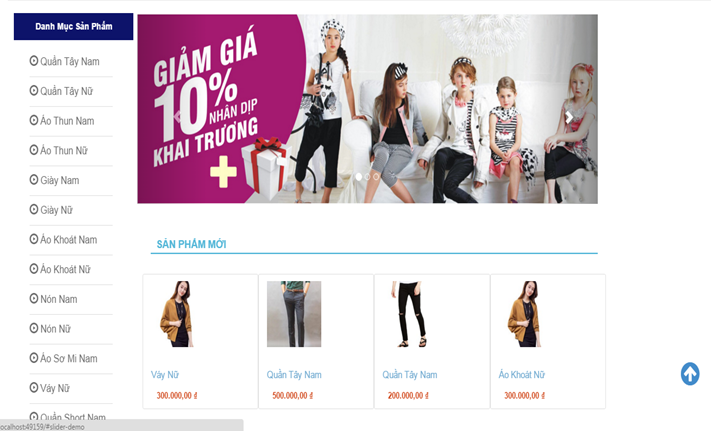 Danh Mục Sản Phẩm
Quần Tây Nam
Quần Tây Nữ
Áo Thun Nam
Áo Thun Nữ
Giày Nam
Giày Nữ
Áo Khoát Nam
Áo Khoát Nữ
Nón Nam
Nón Nữ
Áo Sơ Mi Nam
Váy Nữ
Quần Short Nam
GIẢM GIÁ
10%
NHÂN DỊP
KHAI TRƯƠNG
SẢN PHẨM MỚI
Váy Nữ
300.000,00 ₫
Quần Tây Nam
500.000,00 ₫
Quần Tây Nam
200.000,00 ₫
Áo Khoát Nữ
300.000,00 ₫
ocalhost:49159/#slider-demo